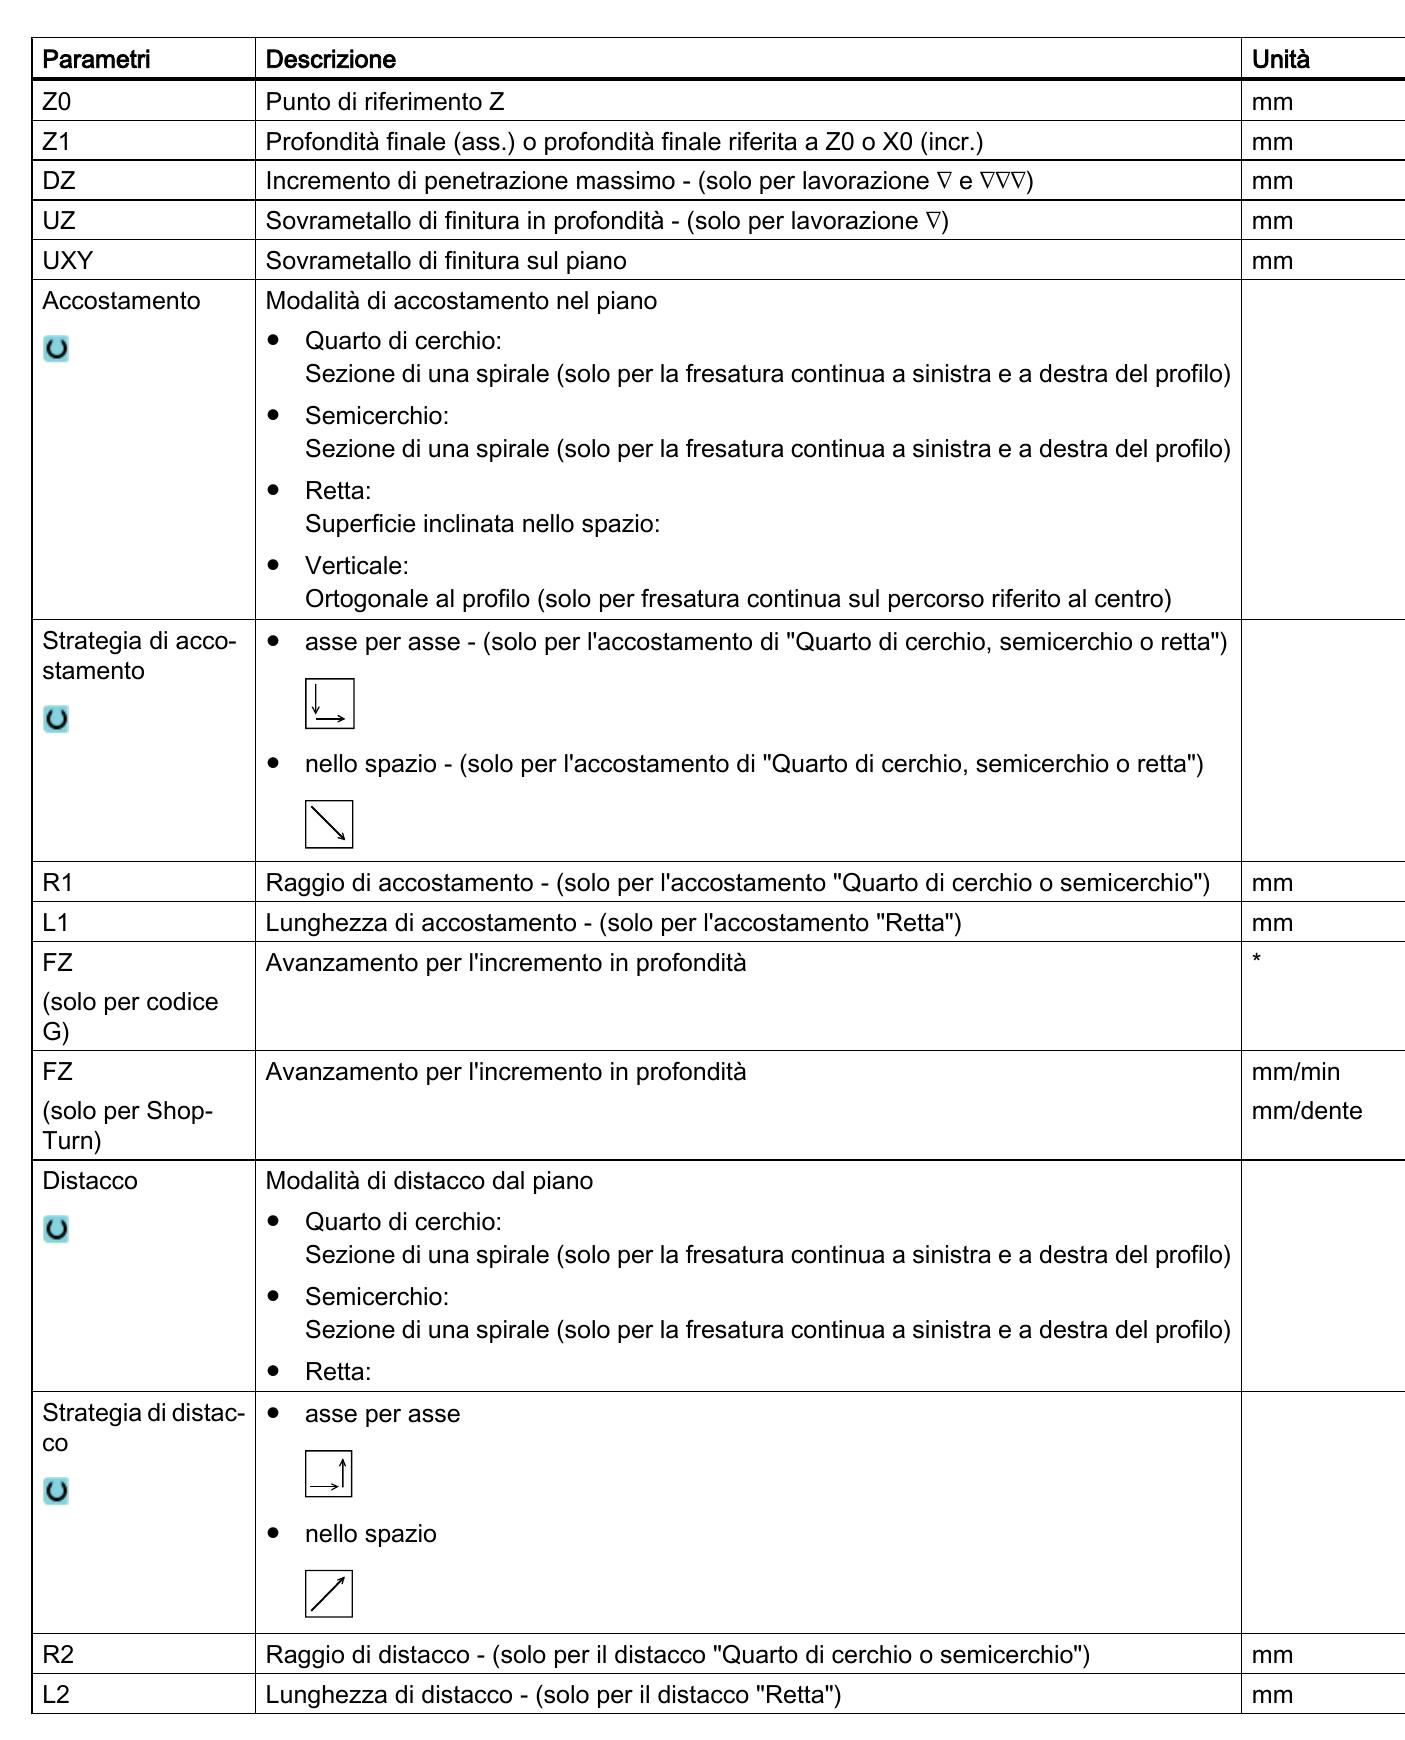 Parametri Descrizione Unità
Z0 Punto di riferimento Z mm
Z1 Profondità finale (ass.) o profondità finale riferita a Z0 o X0 (incr.) mm
DZ Incremento di penetrazione massimo - (solo per lavorazione ∇ e ∇∇∇) mm
UZ Sovrametallo di finitura in profondità - (solo per lavorazione ∇) mm
UXY Sovrametallo di finitura sul piano mm
Accostamento Modalità di accostamento nel piano
● Quarto di cerchio:
Sezione di una spirale (solo per la fresatura continua a sinistra e a destra del profilo)
● Semicerchio:
Sezione di una spirale (solo per la fresatura continua a sinistra e a destra del profilo)
● Retta:
Superficie inclinata nello spazio:
● Verticale:
Ortogonale al profilo (solo per fresatura continua sul percorso riferito al centro)
Strategia di acco-
stamento
● asse per asse - (solo per l'accostamento di "Quarto di cerchio, semicerchio o retta")
● nello spazio - (solo per l'accostamento di "Quarto di cerchio, semicerchio o retta")
R1 Raggio di accostamento - (solo per l'accostamento "Quarto di cerchio o semicerchio") mm
L1 Lunghezza di accostamento - (solo per l'accostamento "Retta") mm
FZ Avanzamento per l'incremento in profondità *
(solo per codice
G)
FZ Avanzamento per l'incremento in profondità mm/min
(solo per Shop- mm/dente
Turn)
Distacco Modalità di distacco dal piano
● Quarto di cerchio:
Sezione di una spirale (solo per la fresatura continua a sinistra e a destra del profilo)
● Semicerchio:
Sezione di una spirale (solo per la fresatura continua a sinistra e a destra del profilo)
● Retta:
Strategia di distac-
co
● asse per asse
● nello spazio
R2 Raggio di distacco - (solo per il distacco "Quarto di cerchio o semicerchio") mm
L2 Lunghezza di distacco - (solo per il distacco "Retta") mm